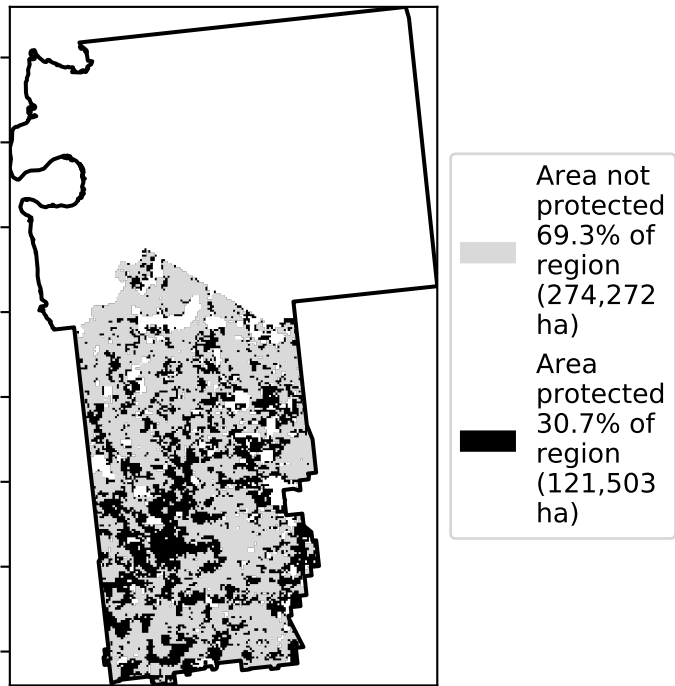 Area not
protected
69.3% of
region
(274,272
ha)
Area
protected
30.7% of
region
(121,503
ha)